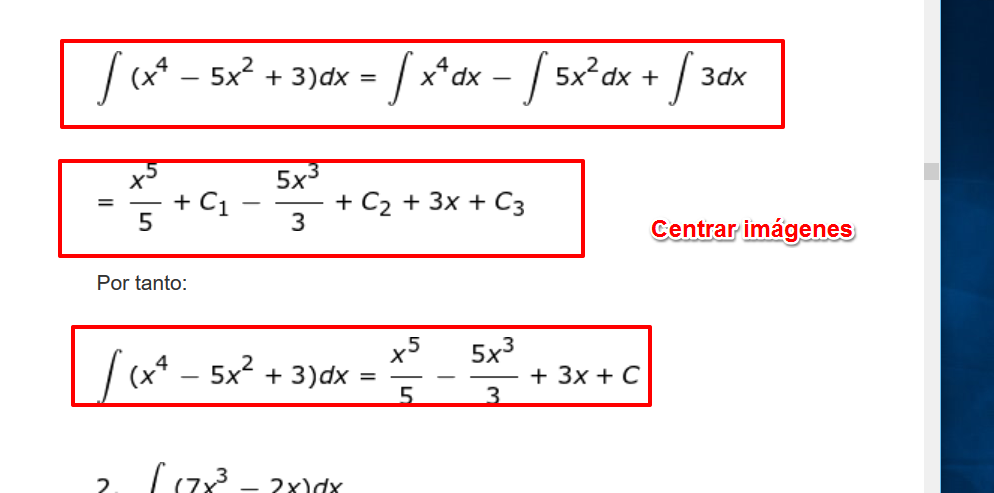 ∫ (x⁴ − 5x² + 3)dx = ∫ x⁴dx − ∫ 5x²dx + ∫ 3dx
= x⁵/5 + C₁ − 5x³/3 + C₂ + 3x + C₃
Centrar imágenes
Por tanto:
∫ (x⁴ − 5x² + 3)dx = x⁵/5 − 5x³/3 + 3x + C
2. ∫ (7x³ − 2x)dx